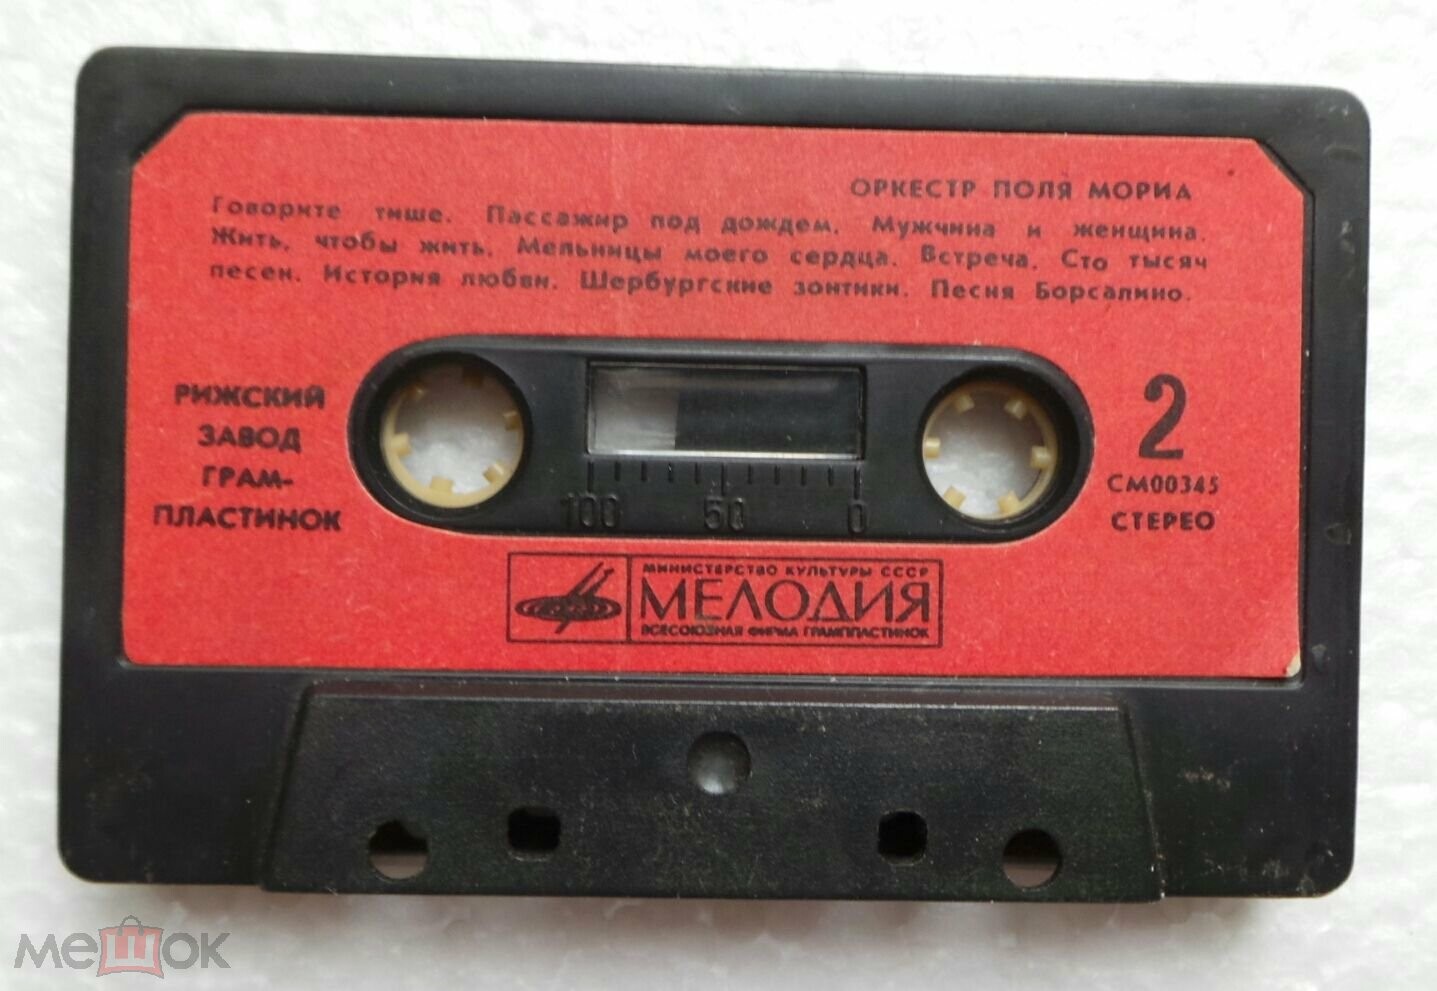 ОРКЕСТР ПОЛЯ МОРИА
Говорите тише. Пассажир под дождем. Мужчина и женщина.
Жить, чтобы жить. Мельницы моего сердца. Встреча. Сто тысяч
песен. История любви. Шербургские зонтики. Песня Борсалино.
РИЖСКИЙ
ЗАВОД
ГРАМ-
ПЛАСТИНОК
2
СМ00345
СТЕРЕО
100 50 0
МИНИСТЕРСТВО КУЛЬТУРЫ СССР
МЕЛОДИЯ
ВСЕСОЮЗНАЯ ФИРМА ГРАМПЛАСТИНОК
мешок